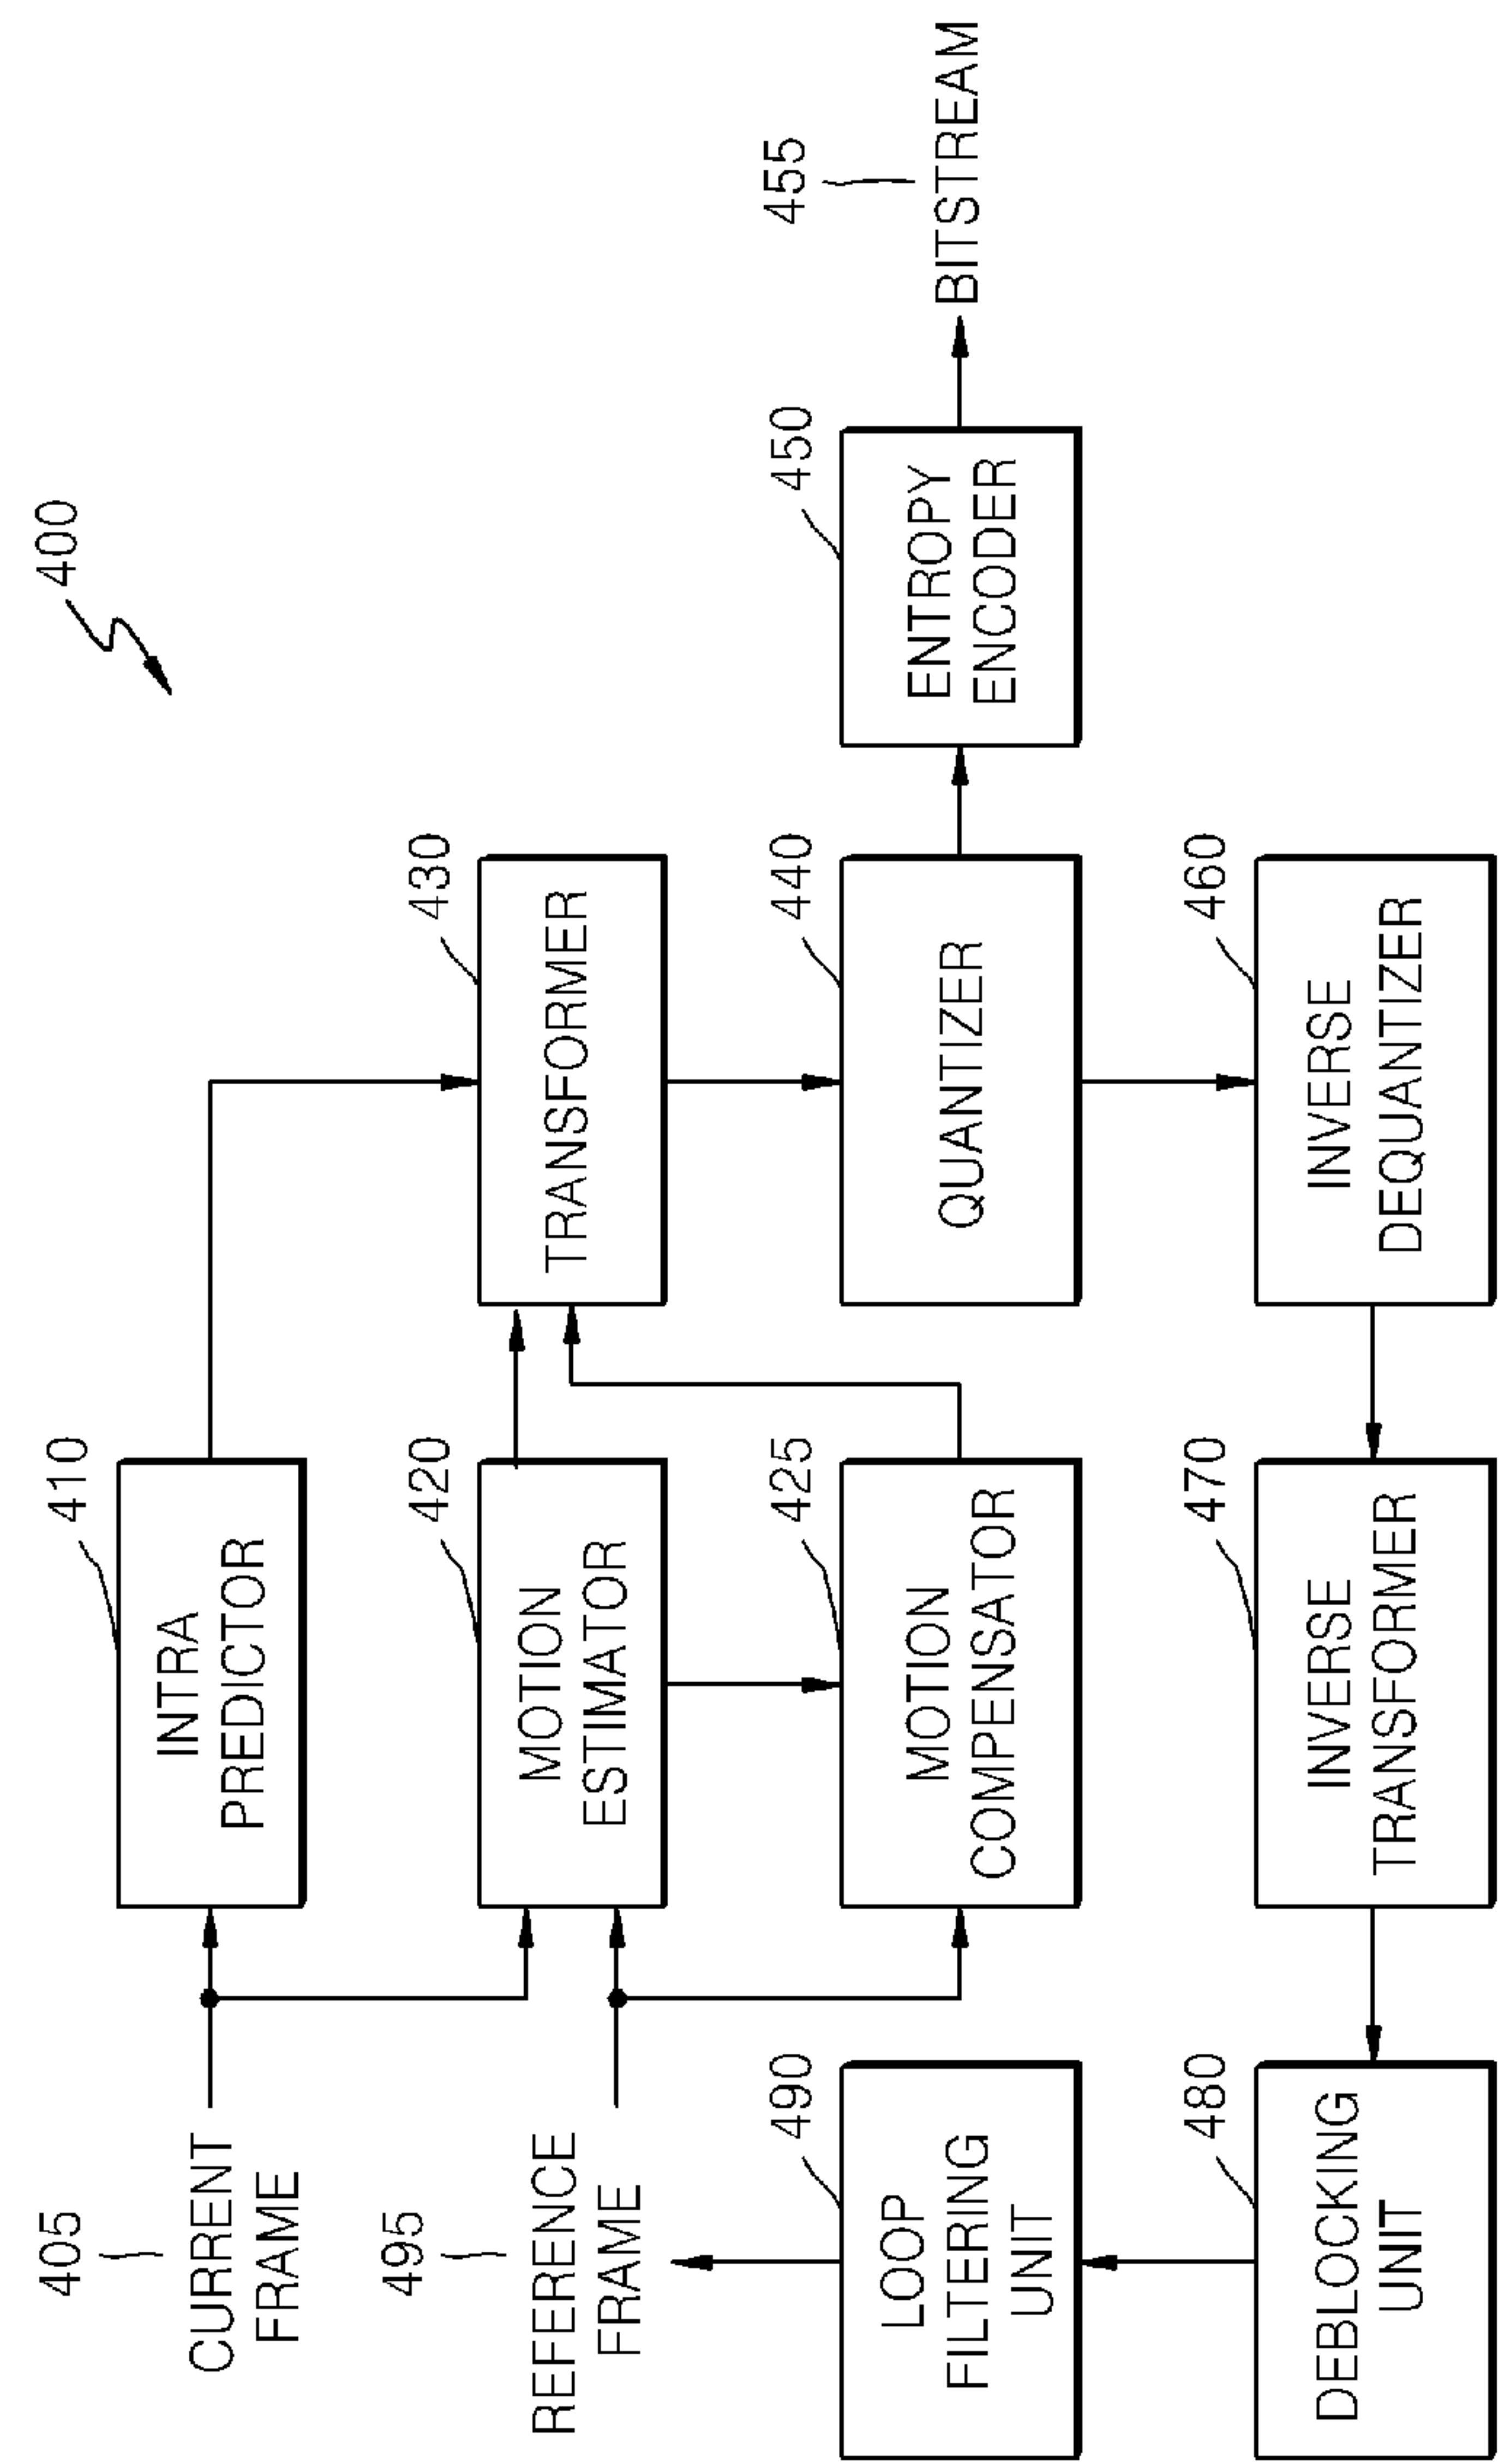 400
405
CURRENT
FRAME
410
INTRA
PREDICTOR
495
REFERENCE
FRAME
420
MOTION
ESTIMATOR
430
TRANSFORMER
490
LOOP
FILTERING
UNIT
425
MOTION
COMPENSATOR
440
QUANTIZER
450
ENTROPY
ENCODER
455
BITSTREAM
480
DEBLOCKING
UNIT
470
INVERSE
TRANSFORMER
460
INVERSE
DEQUANTIZER